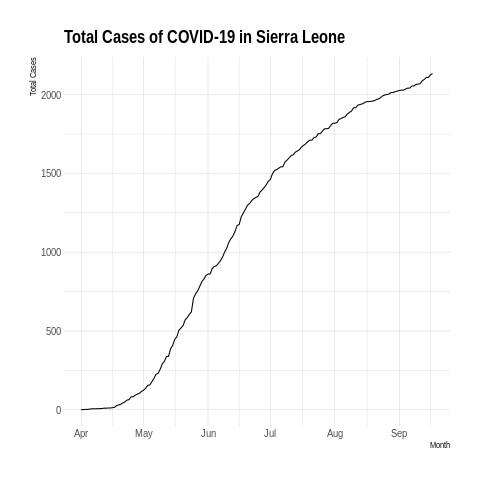 Total Cases of COVID-19 in Sierra Leone
Total Cases
2000
1500
1000
500
0
Apr May Jun Jul Aug Sep
Month